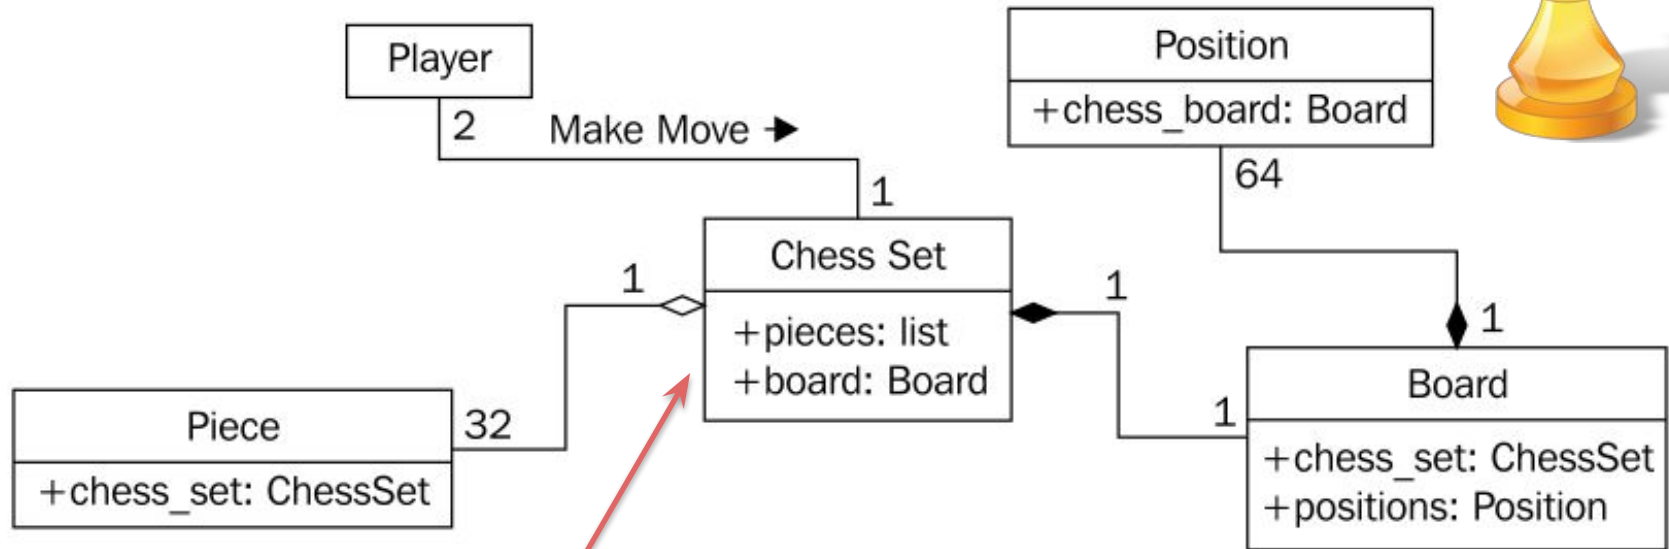 Player
2
Make Move
1
Position
+chess_board: Board
64
Chess Set
+pieces: list
+board: Board
1
1
1
Piece
+chess_set: ChessSet
32
1
Board
+chess_set: ChessSet
+positions: Position